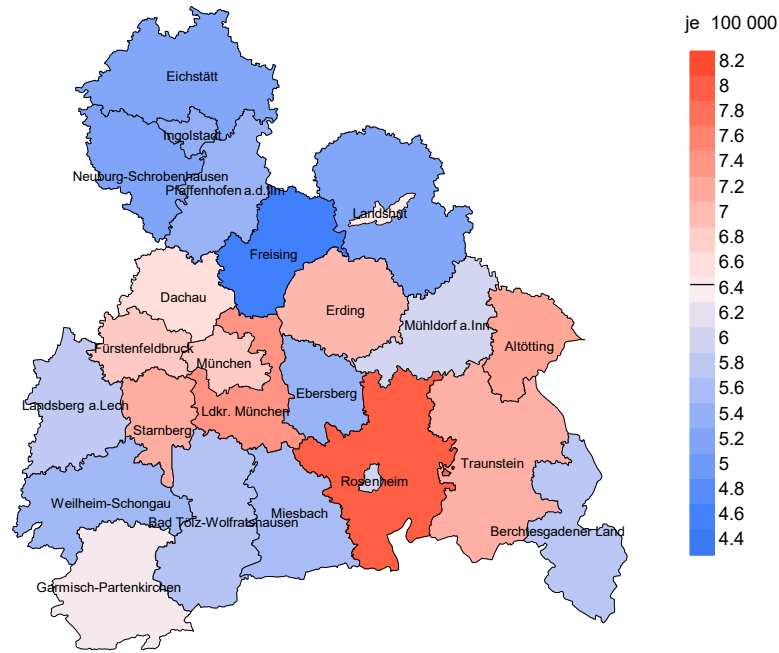 je 100 000
8.2
8
7.8
7.6
7.4
7.2
7
6.8
6.6
6.4
6.2
6
5.8
5.6
5.4
5.2
5
4.8
4.6
4.4
Eichstätt
Ingolstadt
Neuburg-Schrobenhausen
Pfaffenhofen a.d.Ilm
Landshut
Freising
Dachau
Erding
Mühldorf a.Inn
Altötting
Fürstenfeldbruck
München
Ebersberg
Landsberg a.Lech
Ldkr. München
Starnberg
Traunstein
Rosenheim
Weilheim-Schongau
Miesbach
Bad Tölz-Wolfratshausen
Berchtesgadener Land
Garmisch-Partenkirchen